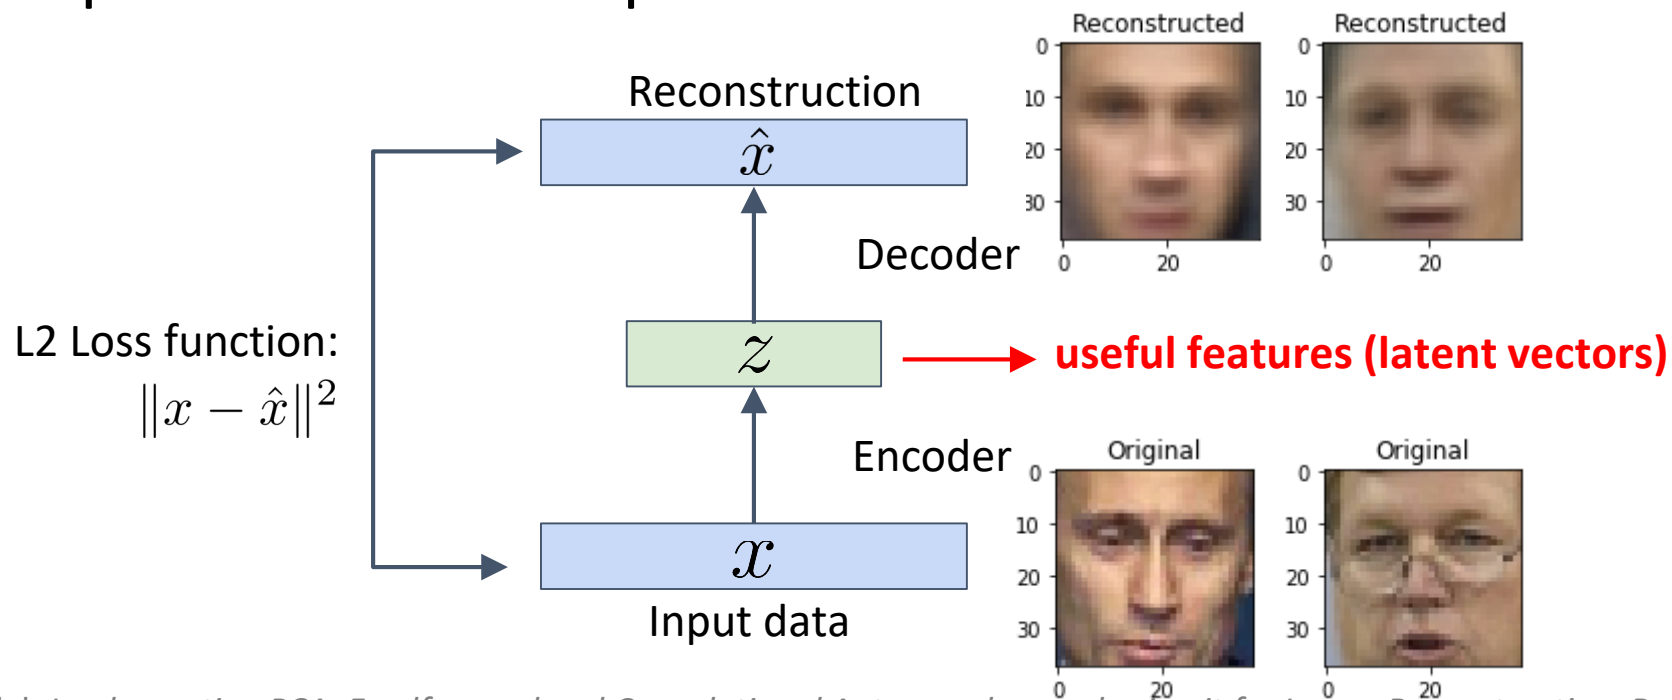 Reconstructed Reconstructed
0 0
10 10
20 20
30 30
0 20 0 20
Reconstruction
x̂
Decoder
L2 Loss function:
‖x − x̂‖²
z
useful features (latent vectors)
Encoder
Original Original
0 0
10 10
20 20
30 30
0 20 0 20
x
Input data